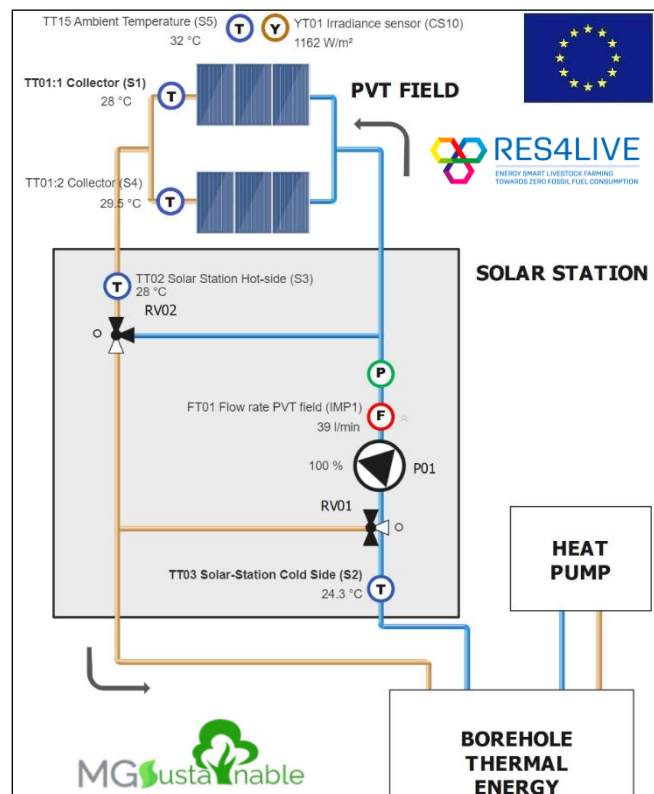 TT15 Ambient Temperature (S5)
32 °C
T
Y
YT01 Irradiance sensor (CS10)
1162 W/m²
TT01:1 Collector (S1)
28 °C
T
PVT FIELD
RES4LIVE
ENERGY SMART LIVESTOCK FARMING
TOWARDS ZERO FOSSIL FUEL CONSUMPTION
TT01:2 Collector (S4)
29.5 °C
T
SOLAR STATION
T
TT02 Solar Station Hot-side (S3)
28 °C
RV02
P
FT01 Flow rate PVT field (IMP1)
39 l/min
F
100 %
P01
RV01
TT03 Solar-Station Cold Side (S2)
24.3 °C
T
HEAT
PUMP
MGSustainable
BOREHOLE
THERMAL
ENERGY